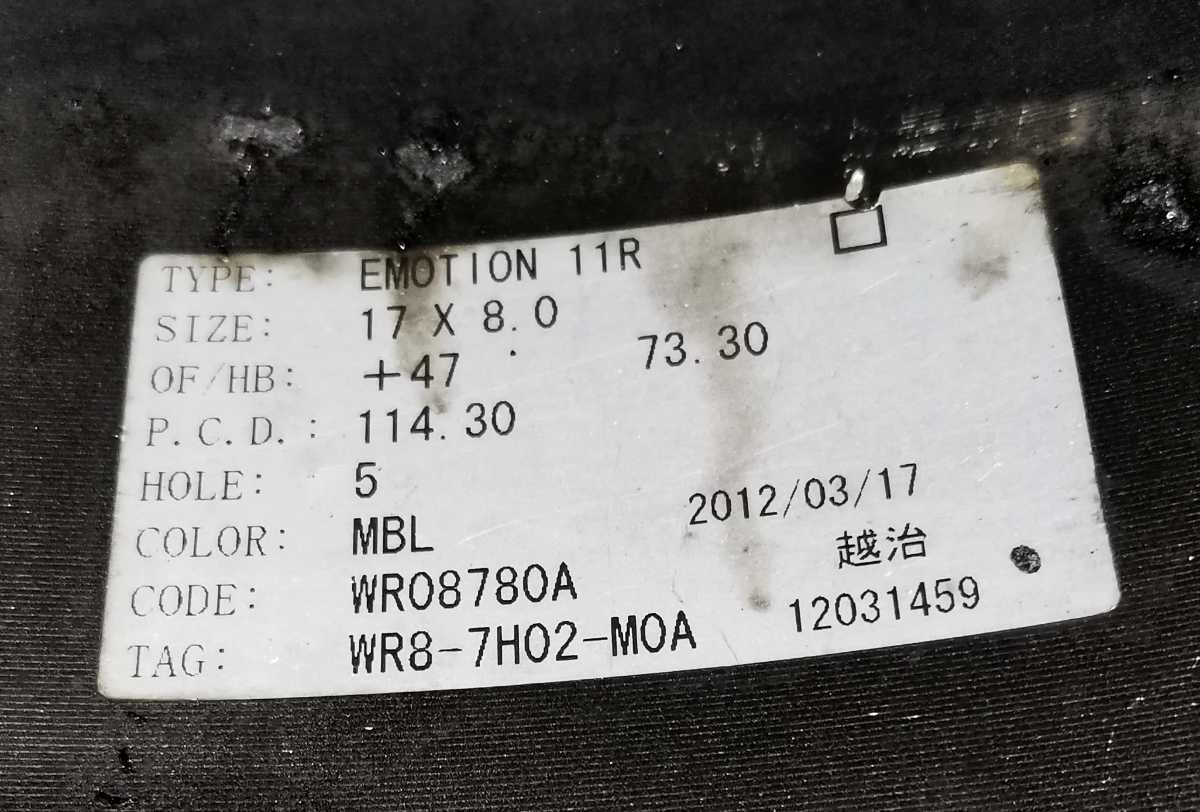 TYPE: EMOTION 11R
SIZE: 17 X 8.0
OF/HB: +47 73.30
P.C.D.: 114.30
HOLE: 5
COLOR: MBL 2012/03/17
CODE: WR08780A 越治
TAG: WR8-7H02-M0A 12031459